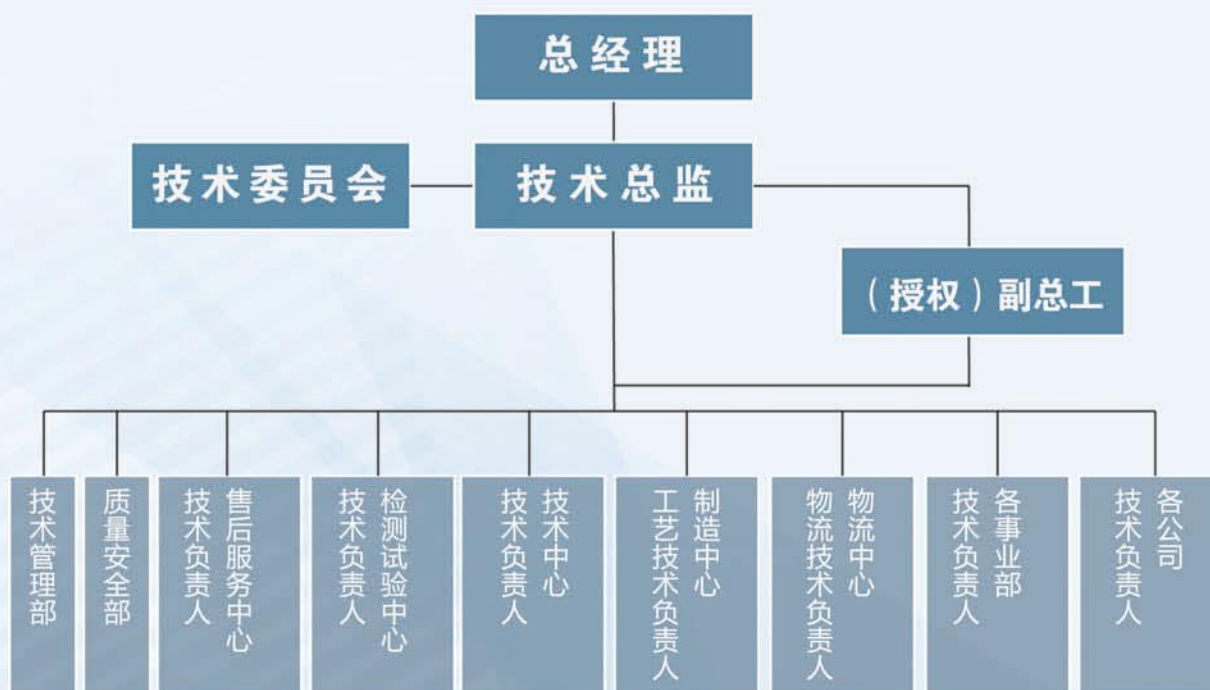 总经理
技术委员会
技术总监
（授权）副总工
技术管理部
质量安全部
售后服务中心
技术负责人
检测试验中心
技术负责人
技术中心
技术负责人
制造中心
工艺技术负责人
物流中心
物流技术负责人
各事业部
技术负责人
各公司
技术负责人